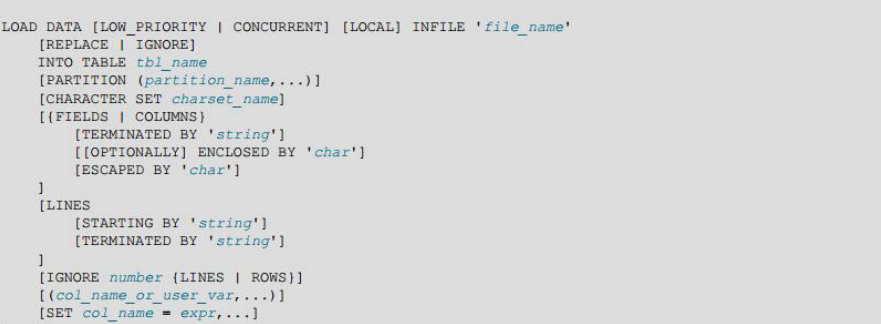 LOAD DATA [LOW_PRIORITY | CONCURRENT] [LOCAL] INFILE 'file_name'
[REPLACE | IGNORE]
INTO TABLE tbl_name
[PARTITION (partition_name,...)]
[CHARACTER SET charset_name]
[{FIELDS | COLUMNS}
[TERMINATED BY 'string']
[[OPTIONALLY] ENCLOSED BY 'char']
[ESCAPED BY 'char']
]
[LINES
[STARTING BY 'string']
[TERMINATED BY 'string']
]
[IGNORE number {LINES | ROWS}]
[(col_name_or_user_var,...)]
[SET col_name = expr,...]